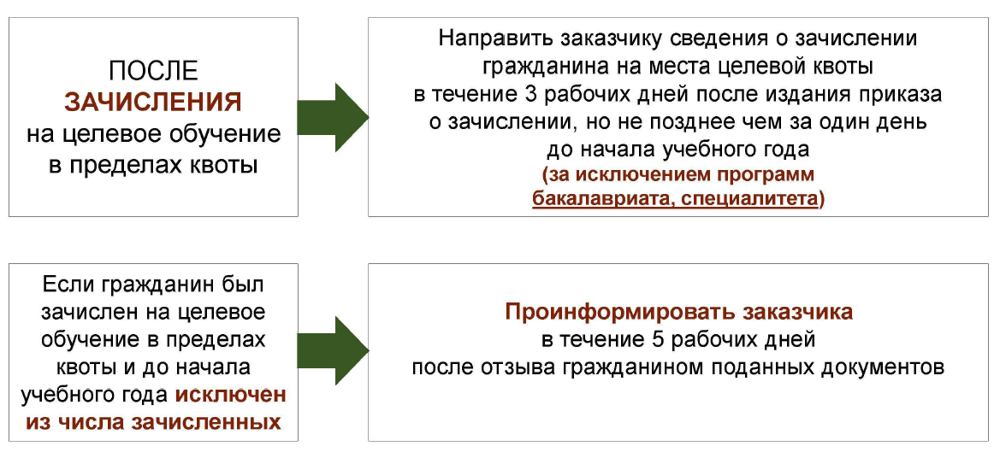 ПОСЛЕ
ЗАЧИСЛЕНИЯ
на целевое обучение
в пределах квоты
Направить заказчику сведения о зачислении
гражданина на места целевой квоты
в течение 3 рабочих дней после издания приказа
о зачислении, но не позднее чем за один день
до начала учебного года
(за исключением программ
бакалавриата, специалитета)
Если гражданин был
зачислен на целевое
обучение в пределах
квоты и до начала
учебного года исключен
из числа зачисленных
Проинформировать заказчика
в течение 5 рабочих дней
после отзыва гражданином поданных документов